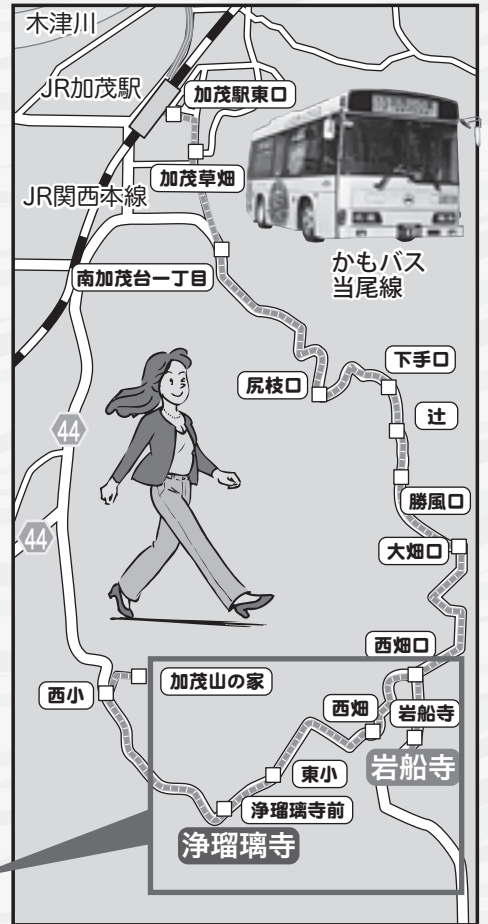 木津川
JR加茂駅
加茂駅東口
加茂草畑
JR関西本線
かもバス
当尾線
南加茂台一丁目
下手口
尻枝口
辻
44
勝風口
44
大畑口
西畑口
加茂山の家
西小
西畑
岩船寺
岩船寺
東小
浄瑠璃寺前
浄瑠璃寺